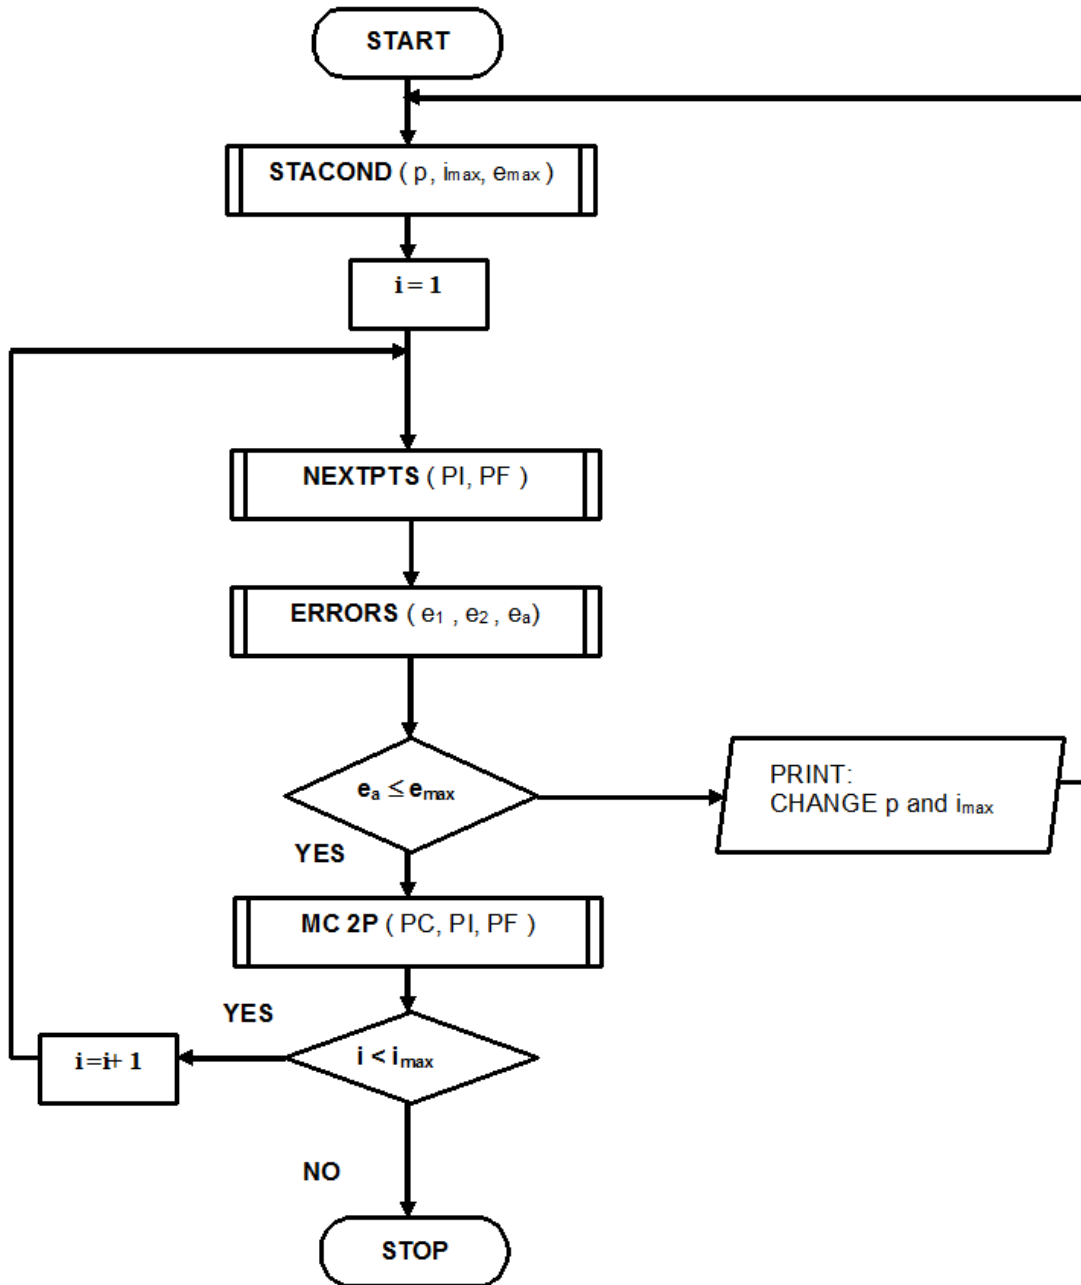 START
STACOND ( p, imax, emax )
i = 1
NEXTPTS ( PI, PF )
ERRORS ( e1 , e2 , ea)
ea ≤ emax
PRINT:
CHANGE p and imax
YES
MC 2P ( PC, PI, PF )
YES
i < imax
i=i+ 1
NO
STOP